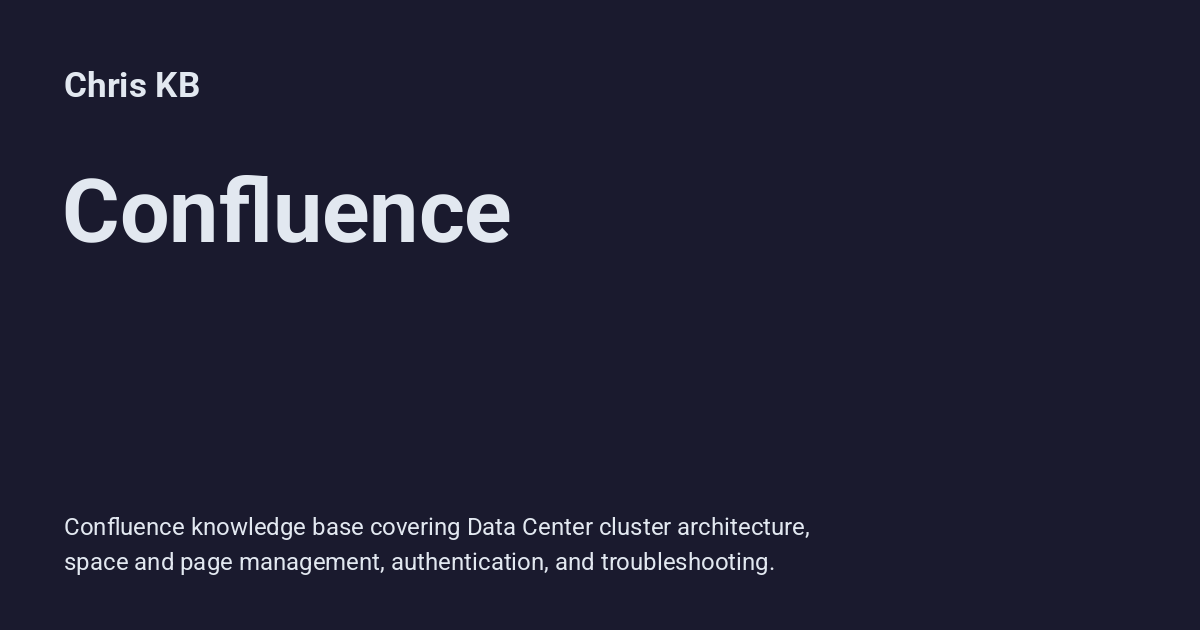 Chris KB
Confluence
Confluence knowledge base covering Data Center cluster architecture,
space and page management, authentication, and troubleshooting.